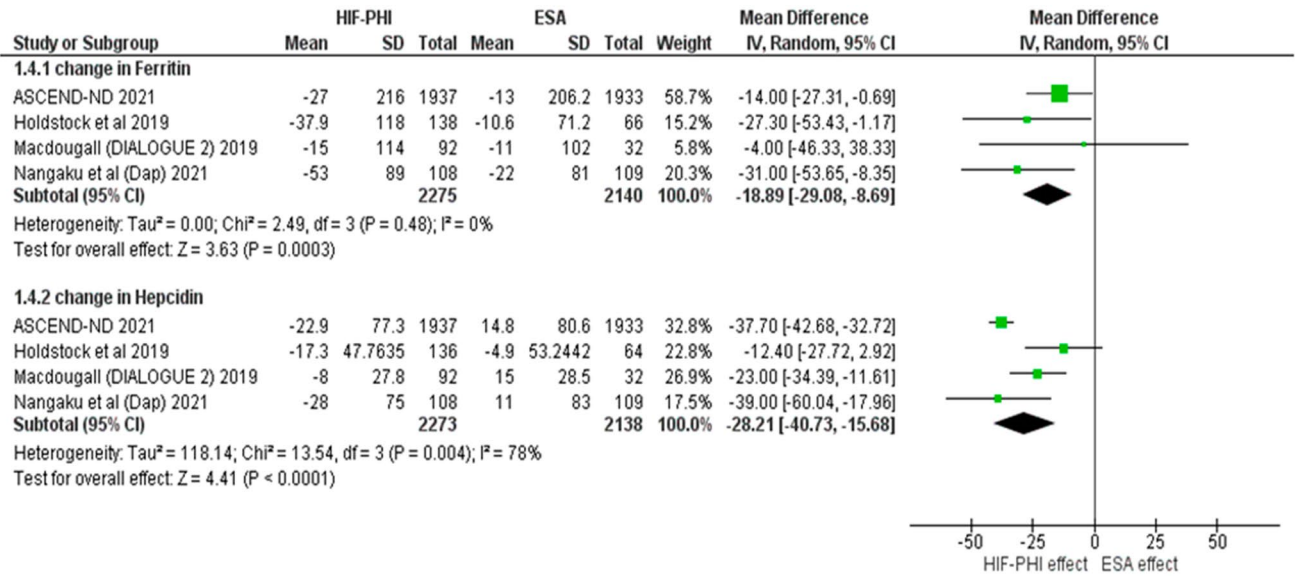 HIF-PHI ESA Mean Difference Mean Difference
Study or Subgroup Mean SD Total Mean SD Total Weight IV, Random, 95% CI IV, Random, 95% CI
1.4.1 change in Ferritin
ASCEND-ND 2021 -27 216 1937 -13 206.2 1933 58.7% -14.00 [-27.31, -0.69]
Holdstock et al 2019 -37.9 118 138 -10.6 71.2 66 15.2% -27.30 [-53.43, -1.17]
Macdougall (DIALOGUE 2) 2019 -15 114 92 -11 102 32 5.8% -4.00 [-46.33, 38.33]
Nangaku et al (Dap) 2021 -53 89 108 -22 81 109 20.3% -31.00 [-53.65, -8.35]
Subtotal (95% CI) 2275 2140 100.0% -18.89 [-29.08, -8.69]
Heterogeneity: Tau² = 0.00; Chi² = 2.49, df = 3 (P = 0.48); I² = 0%
Test for overall effect: Z = 3.63 (P = 0.0003)
1.4.2 change in Hepcidin
ASCEND-ND 2021 -22.9 77.3 1937 14.8 80.6 1933 32.8% -37.70 [-42.68, -32.72]
Holdstock et al 2019 -17.3 47.7635 136 -4.9 53.2442 64 22.8% -12.40 [-27.72, 2.92]
Macdougall (DIALOGUE 2) 2019 -8 27.8 92 15 28.5 32 26.9% -23.00 [-34.39, -11.61]
Nangaku et al (Dap) 2021 -28 75 108 11 83 109 17.5% -39.00 [-60.04, -17.96]
Subtotal (95% CI) 2273 2138 100.0% -28.21 [-40.73, -15.68]
Heterogeneity: Tau² = 118.14; Chi² = 13.54, df = 3 (P = 0.004); I² = 78%
Test for overall effect: Z = 4.41 (P < 0.0001)
-50 -25 0 25 50
HIF-PHI effect ESA effect